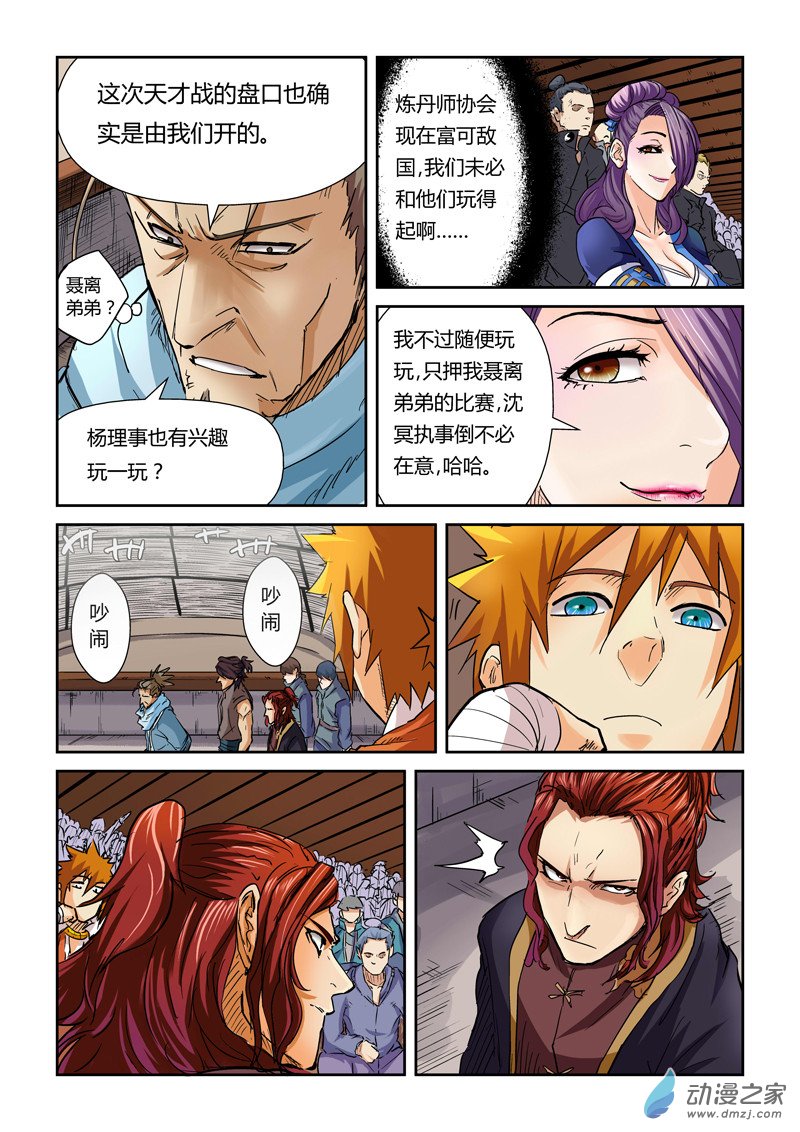 这次天才战的盘口也确
实是由我们开的。
聂离
弟弟？
杨理事也有兴趣
玩一玩？
炼丹师协会
现在富可敌
国，我们未必
和他们玩得
起啊……
我不过随便玩
玩，只押我聂离
弟弟的比赛，沈
冥执事倒不必
在意，哈哈。
吵
闹
吵
闹
动漫之家
www.dmzj.com